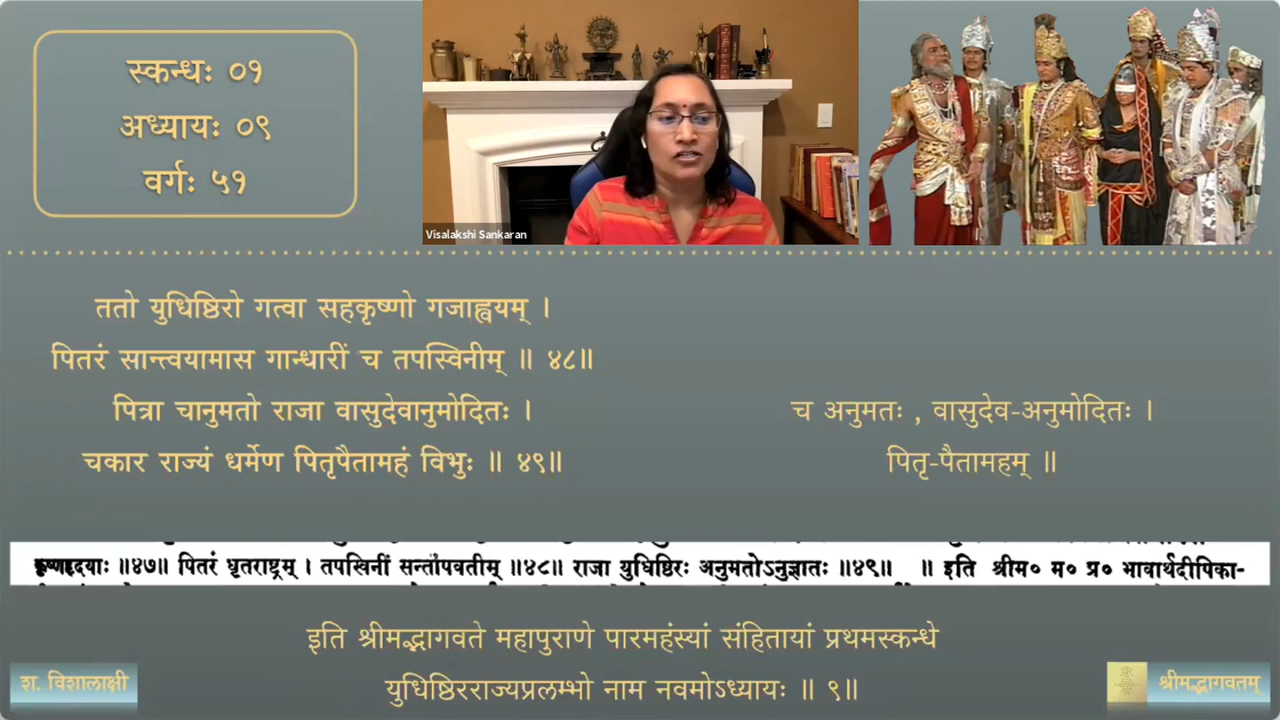 स्कन्धः ०१
अध्यायः ०९
वर्गः ५१
Visalakshi Sankaran
ततो युधिष्ठिरो गत्वा सहकृष्णो गजाह्वयम् ।
पितरं सान्त्वयामास गान्धारीं च तपस्विनीम् ॥ ४८॥
पित्रा चानुमतो राजा वासुदेवानुमोदितः ।
च अनुमतः , वासुदेव-अनुमोदितः ।
चकार राज्यं धर्मेण पितृपैतामहं विभुः ॥ ४९॥
पितृ-पैतामहम् ॥
कृष्णहृदयाः ॥४७॥ पितरं धृतराष्ट्रम् । तपस्विनीं सन्तापवतीम् ॥४८॥ राजा युधिष्ठिरः अनुमतोऽनुज्ञातः ॥४९॥ ॥ इति श्रीम० म० प्र० भावार्थदीपिका-
इति श्रीमद्भागवते महापुराणे पारमहंस्यां संहितायां प्रथमस्कन्धे
युधिष्ठिरराज्यप्रलम्भो नाम नवमोऽध्यायः ॥ ९॥
श. विशालाक्षी
श्रीमद्भागवतम्